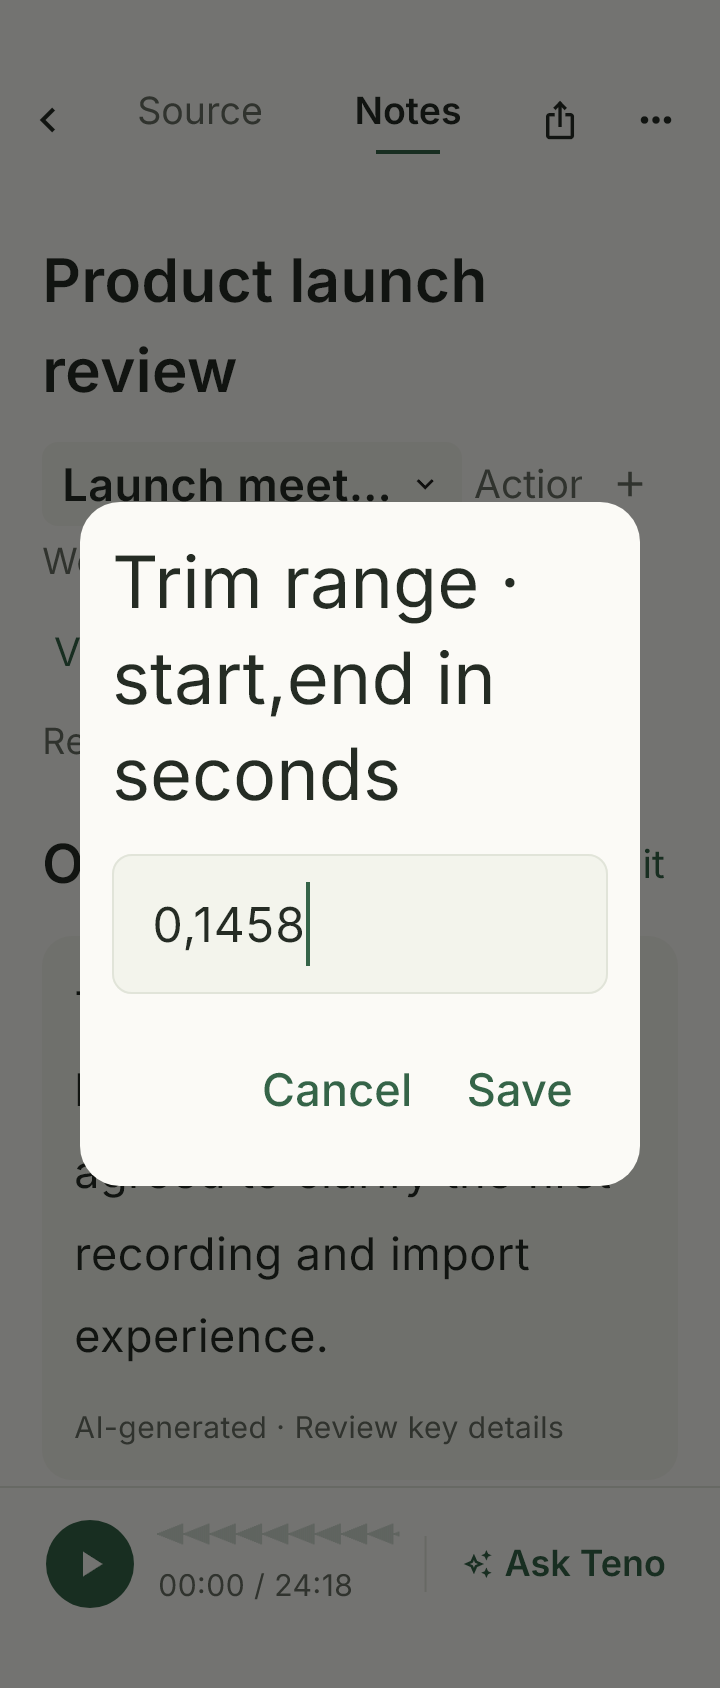 Source Notes
Product launch
review
Launch meet... Actior +
Trim range ·
start,end in
seconds
it
0,1458
Cancel Save
recording and import
experience.
AI-generated · Review key details
00:00 / 24:18 Ask Teno